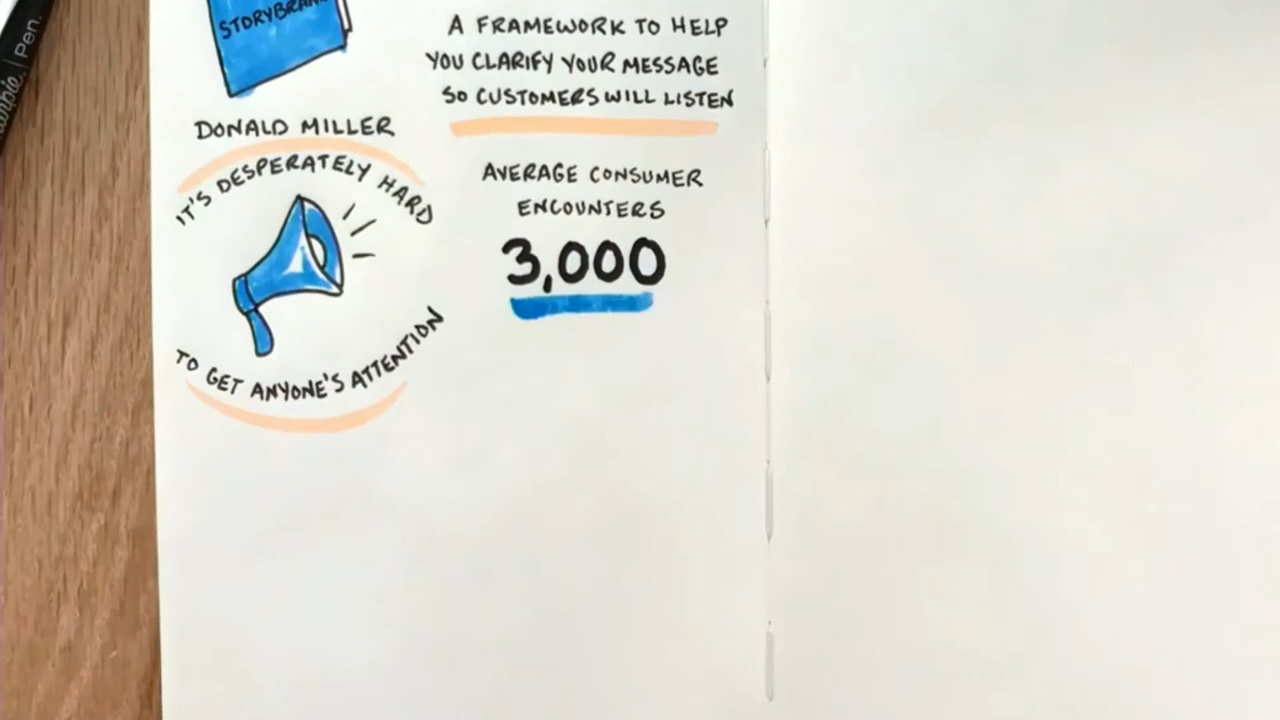 STORYBRAND
DONALD MILLER
IT'S DESPERATELY HARD
TO GET ANYONE'S ATTENTION
A FRAMEWORK TO HELP
YOU CLARIFY YOUR MESSAGE
SO CUSTOMERS WILL LISTEN
AVERAGE CONSUMER
ENCOUNTERS
3,000
Pen.